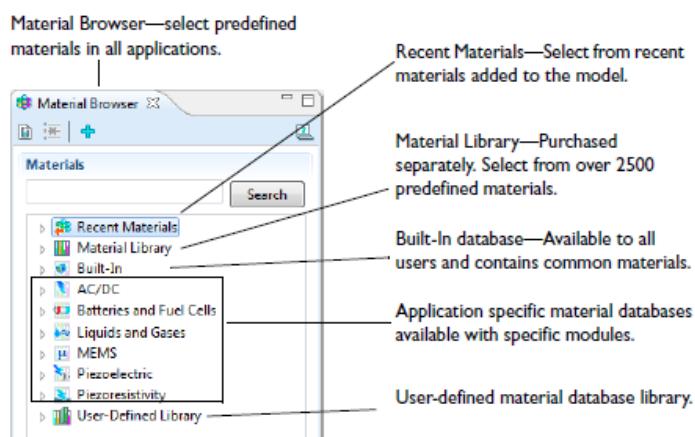 Material Browser—select predefined
materials in all applications.
Recent Materials—Select from recent
materials added to the model.
Material Browser
Material Library—Purchased
separately. Select from over 2500
predefined materials.
Materials
Search
Recent Materials
Material Library
Built-In
Built-In database—Available to all
users and contains common materials.
AC/DC
Batteries and Fuel Cells
Liquids and Gases
MEMS
Piezoelectric
Piezoresistivity
Application specific material databases
available with specific modules.
User-Defined Library
User-defined material database library.